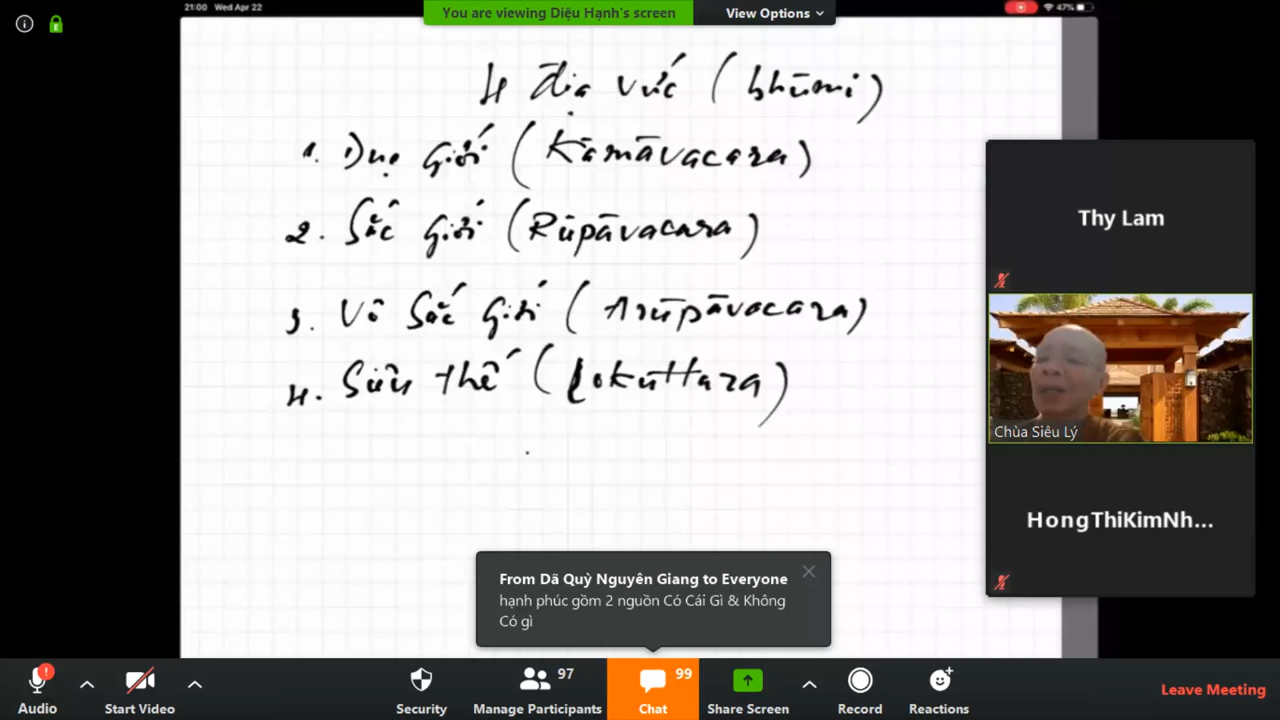 21:00 Wed Apr 22
You are viewing Diệu Hạnh's screen
View Options
47%
4 địa vức (bhūmi)
1. Dục giới (Kāmāvacara)
2. Sắc giới (Rūpāvacara)
3. Vô Sắc giới (Arūpāvacara)
4. Siêu thế (Lokuttara)
Thy Lam
Chùa Siêu Lý
HongThiKimNh...
From Dã Quỳ Nguyên Giang to Everyone
hạnh phúc gồm 2 nguồn Có Cái Gì & Không
Có gì
97
99
Audio
Start Video
Security
Manage Participants
Chat
Share Screen
Record
Reactions
Leave Meeting